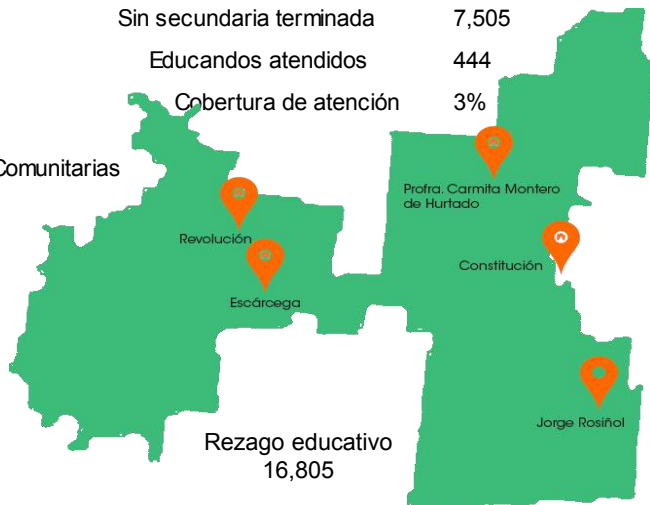 Sin secundaria terminada 7,505
Educandos atendidos 444
Cobertura de atención 3%
Comunitarias
Profra. Carmita Montero
de Hurtado
Revolución
Constitución
Escárcega
Jorge Rosiñol
Rezago educativo
16,805